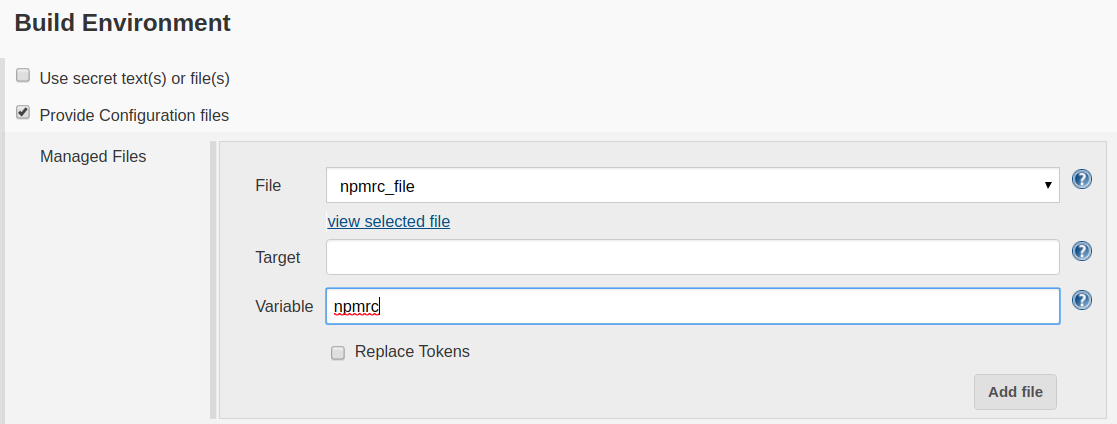 Build Environment
Use secret text(s) or file(s)
Provide Configuration files
Managed Files
File
npmrc_file
view selected file
Target
Variable
npmrc
Replace Tokens
Add file